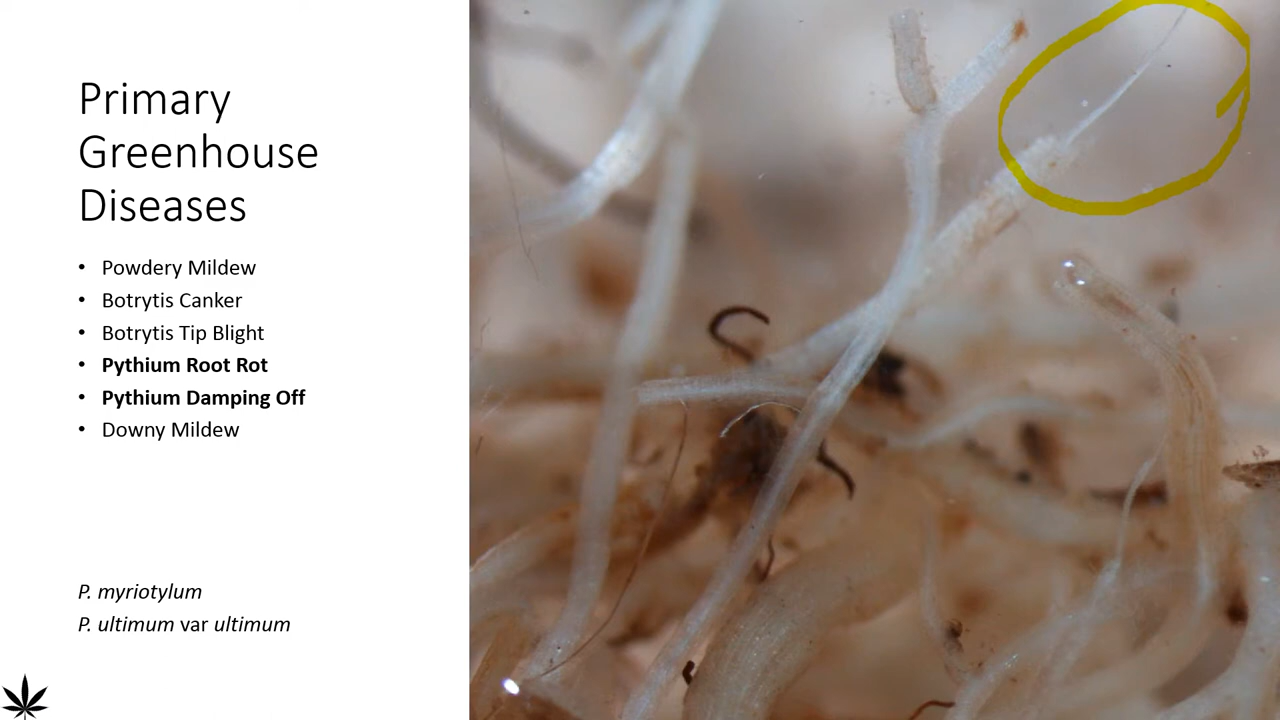 Primary
Greenhouse
Diseases
• Powdery Mildew
• Botrytis Canker
• Botrytis Tip Blight
• Pythium Root Rot
• Pythium Damping Off
• Downy Mildew
P. myriotylum
P. ultimum var ultimum